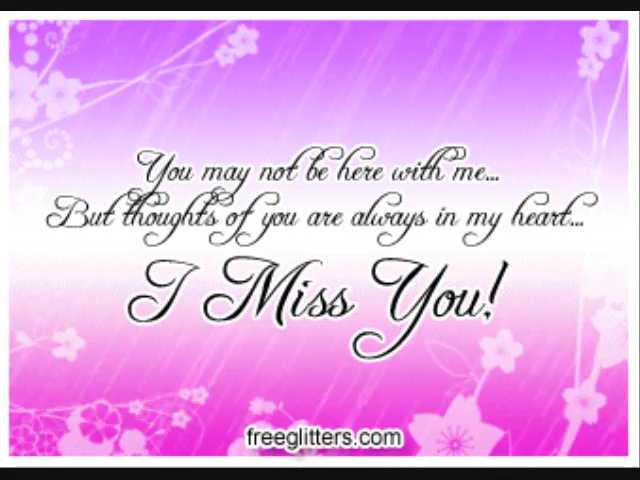 You may not be here with me...
But thoughts of you are always in my heart...
I Miss You!
freeglitters.com